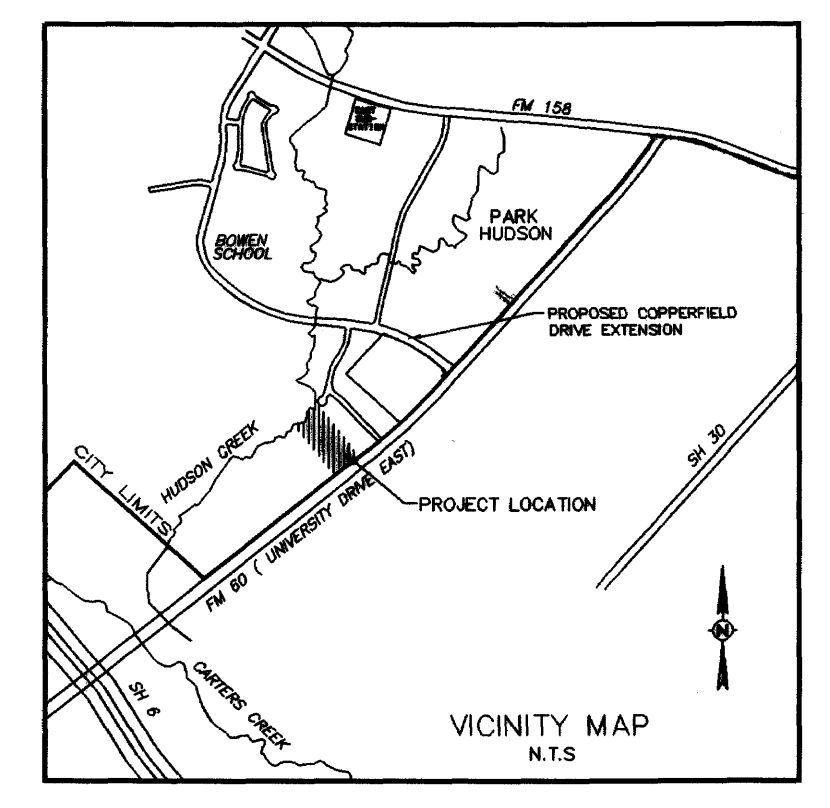 FM 158
PARK
HUDSON
BOWEN
SCHOOL
PROPOSED COPPERFIELD
DRIVE EXTENSION
HUDSON CREEK
CITY LIMITS
SH 30
PROJECT LOCATION
FM 60 ( UNIVERSITY DRIVE EAST)
N
CARTERS CREEK
SH 6
VICINITY MAP
N.T.S